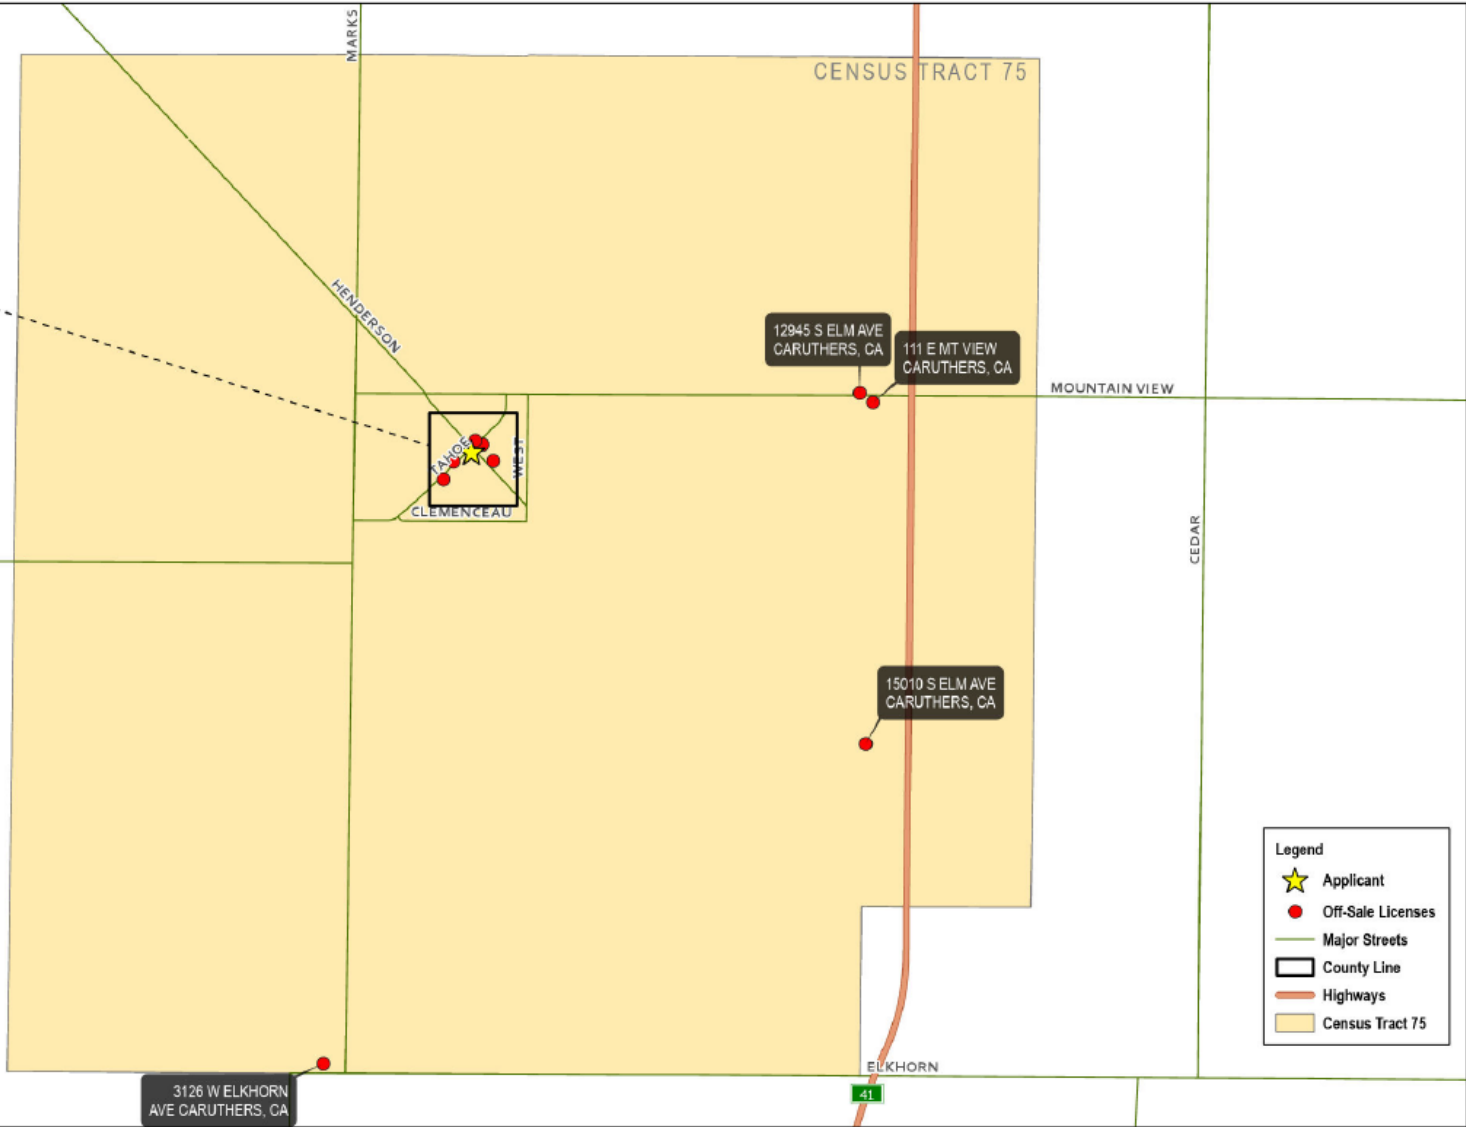 MARKS
CENSUS TRACT 75
HENDERSON
12945 S ELM AVE
CARUTHERS, CA
111 E MT VIEW
CARUTHERS, CA
MOUNTAIN VIEW
TAHOE
WEST
CLEMENCEAU
CEDAR
15010 S ELM AVE
CARUTHERS, CA
Legend
Applicant
Off-Sale Licenses
Major Streets
County Line
Highways
Census Tract 75
ELKHORN
41
3126 W ELKHORN
AVE CARUTHERS, CA